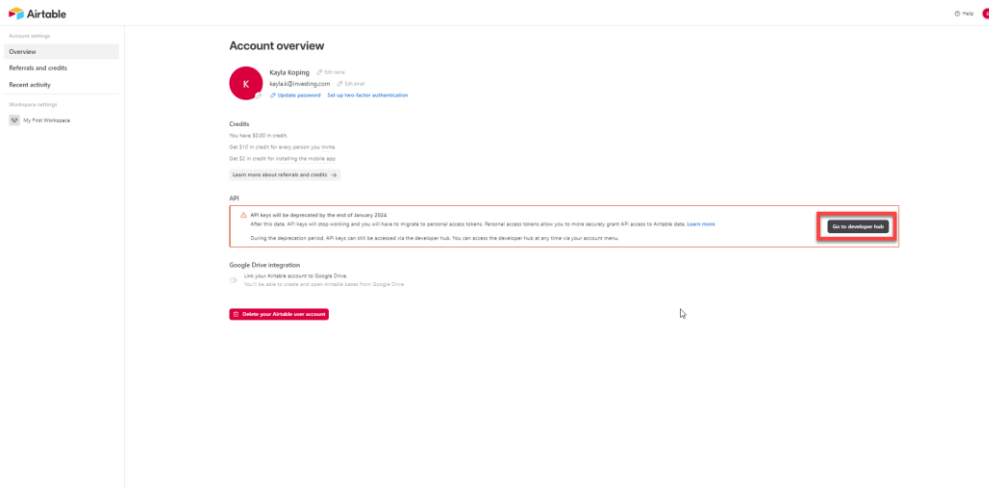 Airtable
Help
Account settings
Overview
Referrals and credits
Recent activity
Workspace settings
My First Workspace
Account overview
K
Kayla Koping Edit name
kayla.k@investing.com Edit email
Update password Set up two-factor authentication
Credits
You have $0.00 in credit.
Get $10 in credit for every person you invite.
Get $2 in credit for installing the mobile app.
Learn more about referrals and credits →
API
API keys will be deprecated by the end of January 2024
After this date, API keys will stop working and you will have to migrate to personal access tokens. Personal access tokens allow you to more securely grant API access to Airtable data. Learn more
During the deprecation period, API keys can still be accessed via the developer hub. You can access the developer hub at any time via your account menu.
Go to developer hub
Google Drive integration
Link your Airtable account to Google Drive.
You'll be able to create and open Airtable bases from Google Drive
Delete your Airtable user account